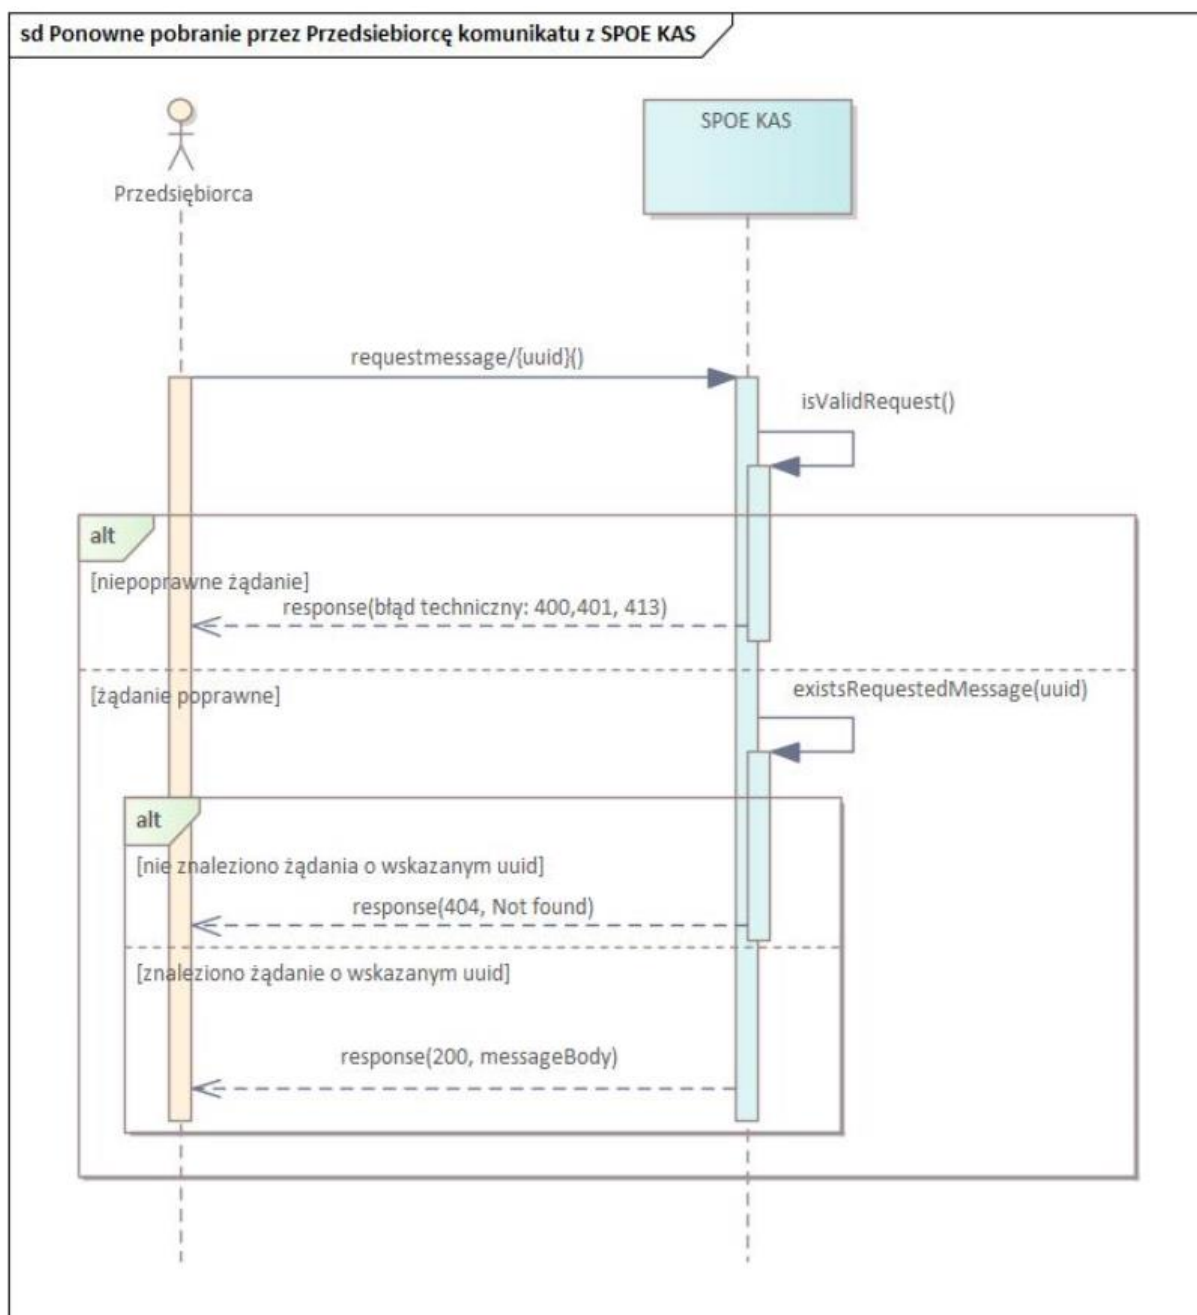 sd Ponowne pobranie przez Przedsiebiorcę komunikatu z SPOE KAS
SPOE KAS
Przedsiębiorca
requestmessage/{uuid}()
isValidRequest()
alt
[niepoprawne żądanie]
response(błąd techniczny: 400,401, 413)
[żądanie poprawne]
existsRequestedMessage(uuid)
alt
[nie znaleziono żądania o wskazanym uuid]
response(404, Not found)
[znaleziono żądanie o wskazanym uuid]
response(200, messageBody)